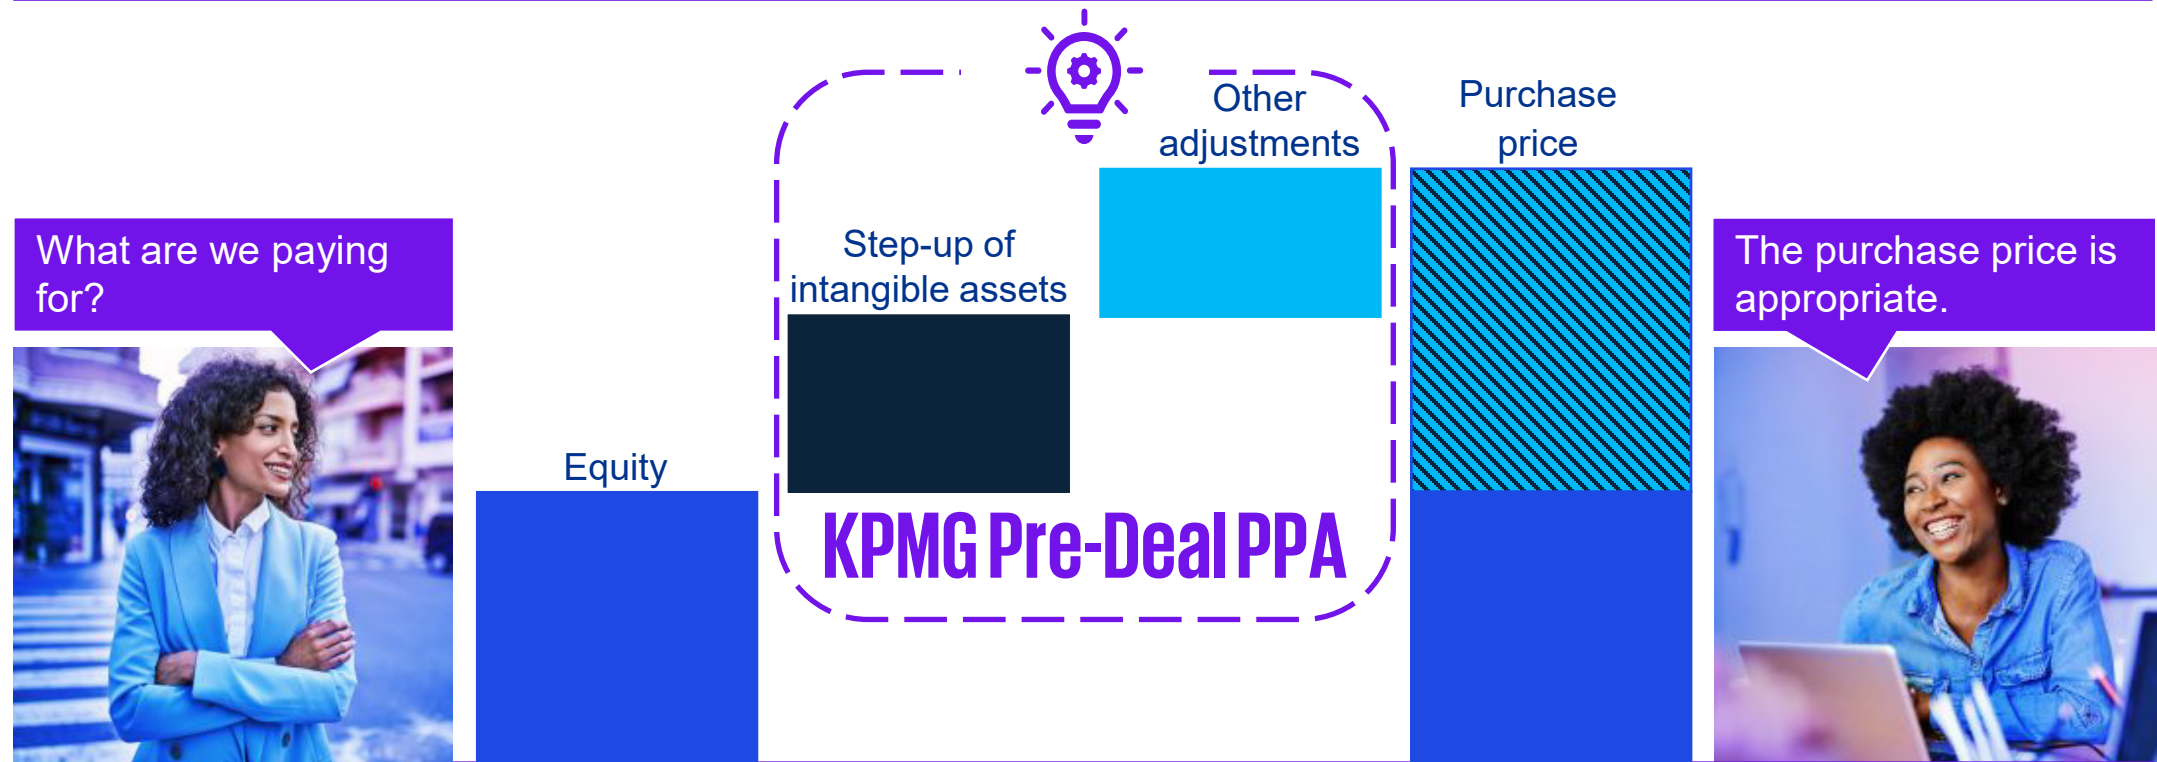 What are we paying
for?
Equity
Step-up of
intangible assets
Other
adjustments
KPMG Pre-Deal PPA
Purchase
price
The purchase price is
appropriate.